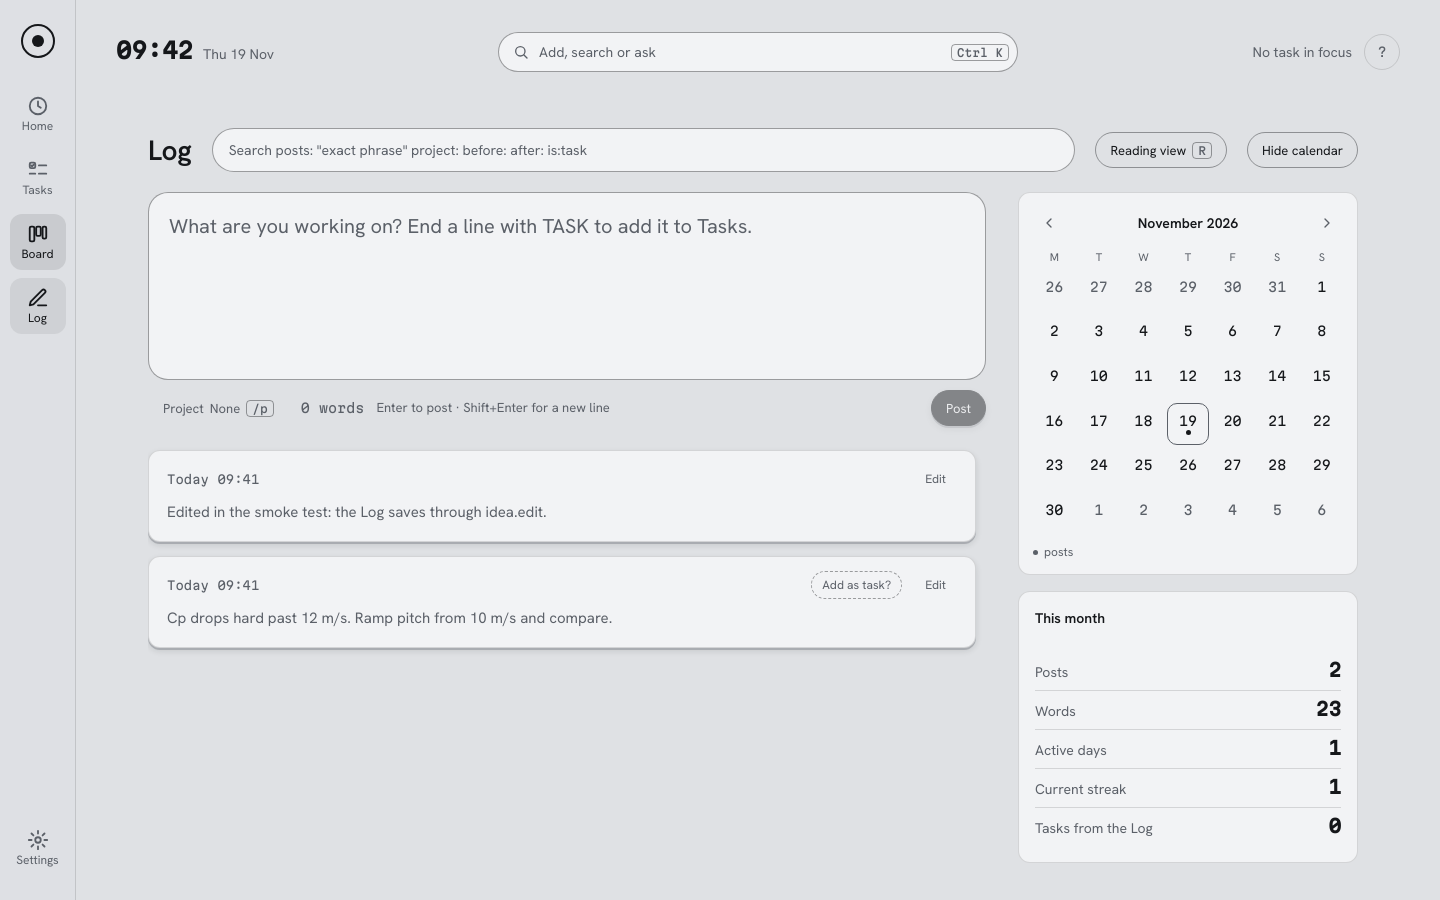 09:42 Thu 19 Nov
Add, search or ask Ctrl K
No task in focus ?
Home
Tasks
Board
Log
Settings
Log
Search posts: "exact phrase" project: before: after: is:task
Reading view R
Hide calendar
What are you working on? End a line with TASK to add it to Tasks.
Project None /p 0 words Enter to post · Shift+Enter for a new line Post
Today 09:41 Edit
Edited in the smoke test: the Log saves through idea.edit.
Today 09:41 Add as task? Edit
Cp drops hard past 12 m/s. Ramp pitch from 10 m/s and compare.
November 2026
M T W T F S S
26 27 28 29 30 31 1
2 3 4 5 6 7 8
9 10 11 12 13 14 15
16 17 18 19 20 21 22
23 24 25 26 27 28 29
30 1 2 3 4 5 6
posts
This month
Posts 2
Words 23
Active days 1
Current streak 1
Tasks from the Log 0